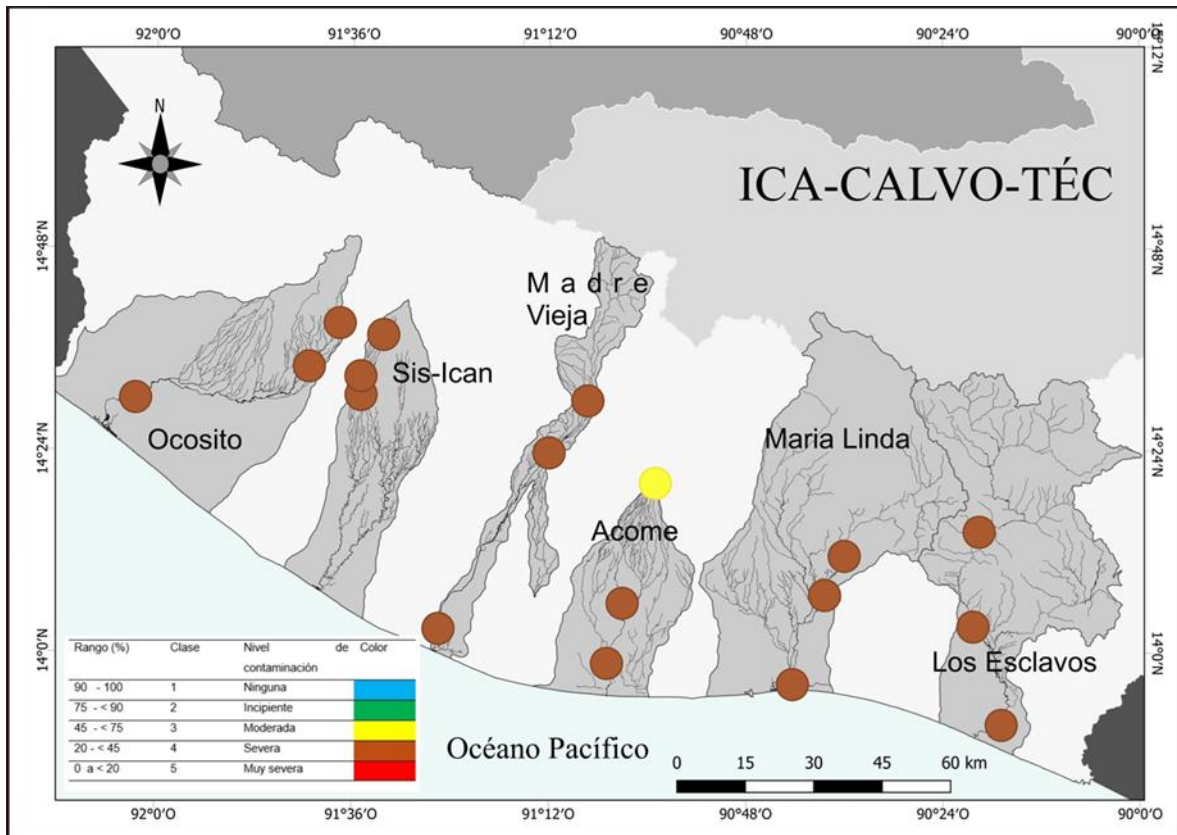 92°0'O 91°36'O 91°12'O 90°48'O 90°24'O 90°0'O
15°12'N
N
ICA-CALVO-TÉC
14°48'N 14°48'N
Madre
Vieja
Sis-Ican
Ocosito
Maria Linda
14°24'N 14°24'N
Acome
Los Esclavos
14°0'N 14°0'N
Rango (%) Clase Nivel de Color
contaminación
90 - 100 1 Ninguna
75 - < 90 2 Incipiente
45 - < 75 3 Moderada
20 - < 45 4 Severa
0 a < 20 5 Muy severa
Océano Pacífico
0 15 30 45 60 km
92°0'O 91°36'O 91°12'O 90°48'O 90°24'O 90°0'O